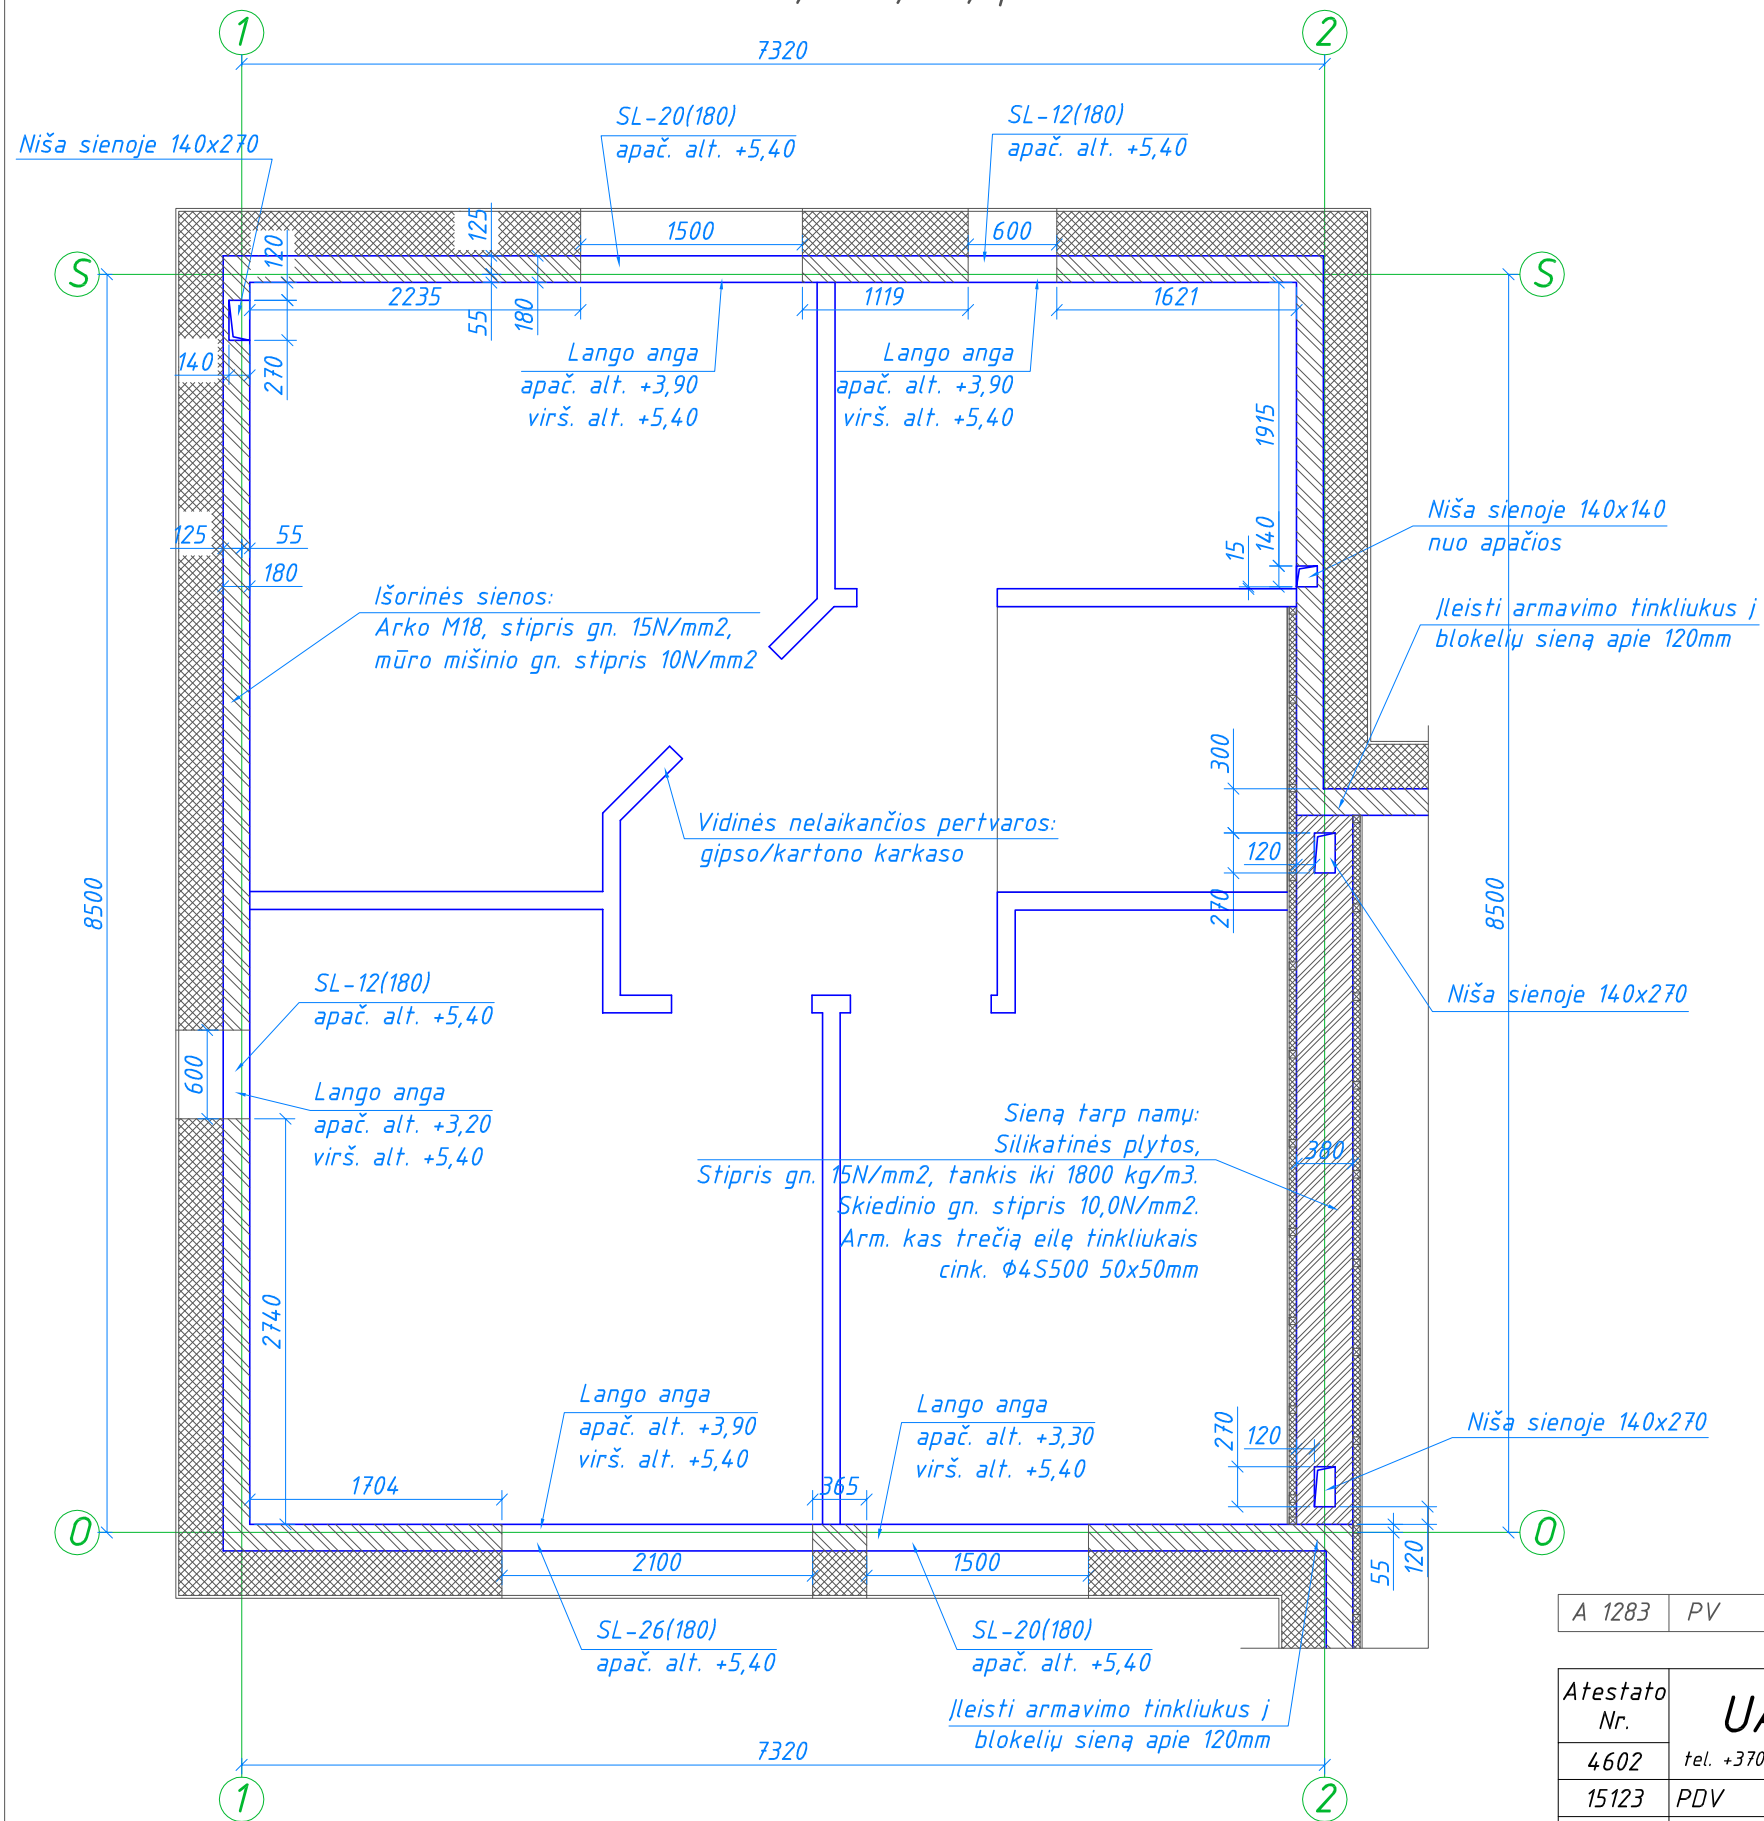 1
2
7320
SL-20(180)
apač. alt. +5,40
SL-12(180)
apač. alt. +5,40
Niša sienoje 140x270
125
1500
600
120
S
S
2235
55
180
1119
1621
140
270
Lango anga
apač. alt. +3,90
virš. alt. +5,40
Lango anga
apač. alt. +3,90
virš. alt. +5,40
1915
125
55
180
15
140
Niša sienoje 140x140
nuo apačios
Išorinės sienos:
Arko M18, stipris gn. 15N/mm2,
mūro mišinio gn. stipris 10N/mm2
Įleisti armavimo tinkliukus į
blokelių sieną apie 120mm
300
120
270
Vidinės nelaikančios pertvaros:
gipso/kartono karkaso
8500
8500
SL-12(180)
apač. alt. +5,40
Niša sienoje 140x270
600
Lango anga
apač. alt. +3,20
virš. alt. +5,40
Sieną tarp namų:
Silikatinės plytos,
Stipris gn. 15N/mm2, tankis iki 1800 kg/m3.
Skiedinio gn. stipris 10,0N/mm2.
Arm. kas trečią eilę tinkliukais
cink. Φ4S500 50x50mm
380
2740
Lango anga
apač. alt. +3,90
virš. alt. +5,40
Lango anga
apač. alt. +3,30
virš. alt. +5,40
270
120
Niša sienoje 140x270
1704
365
O
O
2100
1500
55
120
SL-26(180)
apač. alt. +5,40
SL-20(180)
apač. alt. +5,40
Įleisti armavimo tinkliukus į
blokelių sieną apie 120mm
7320
1
2
A 1283 PV
Atestato
Nr.
UA
4602 tel. +370
15123 PDV